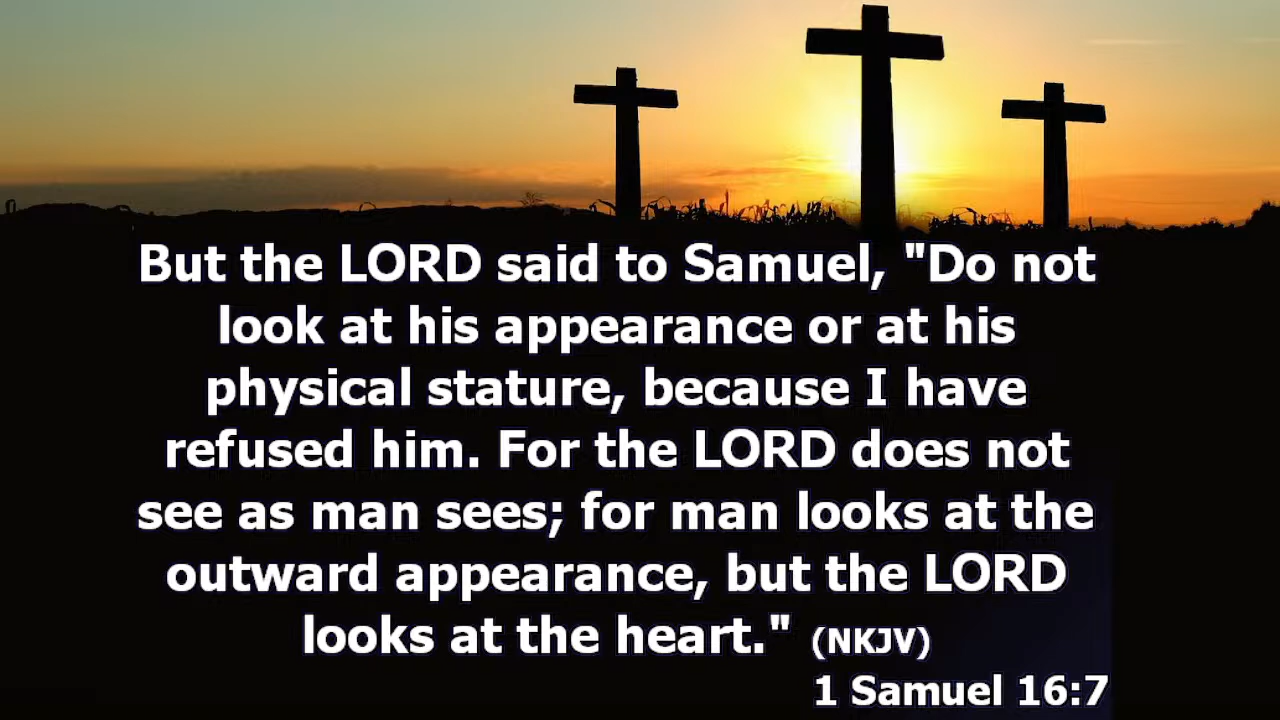 But the LORD said to Samuel, "Do not
look at his appearance or at his
physical stature, because I have
refused him. For the LORD does not
see as man sees; for man looks at the
outward appearance, but the LORD
looks at the heart." (NKJV)
1 Samuel 16:7